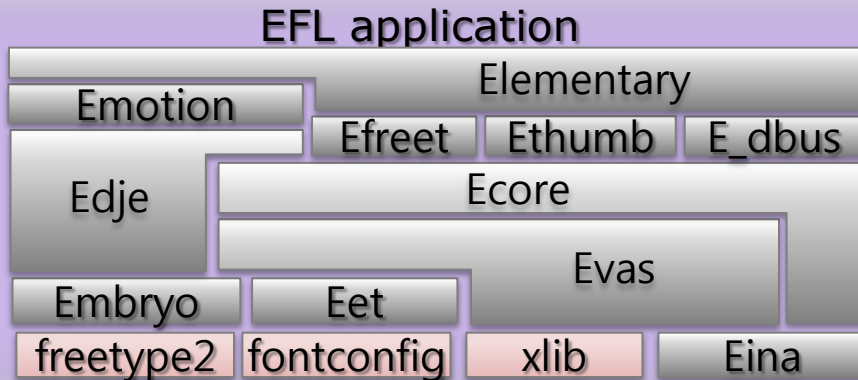 EFL application
Elementary
Emotion
Efreet Ethumb E_dbus
Edje
Ecore
Evas
Embryo Eet
freetype2 fontconfig xlib Eina